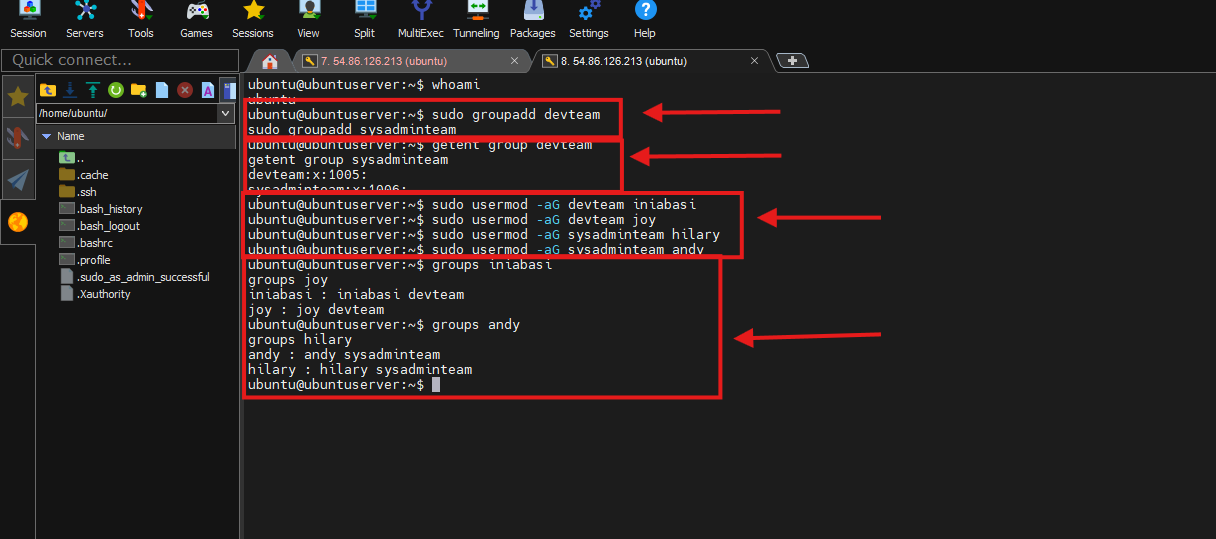 Session Servers Tools Games Sessions View Split MultiExec Tunneling Packages Settings Help
Quick connect...
7. 54.86.126.213 (ubuntu)
8. 54.86.126.213 (ubuntu)
/home/ubuntu/
Name
..
.cache
.ssh
.bash_history
.bash_logout
.bashrc
.profile
.sudo_as_admin_successful
.Xauthority
ubuntu@ubuntuserver:~$ whoami
ubuntu
ubuntu@ubuntuserver:~$ sudo groupadd devteam
sudo groupadd sysadminteam
ubuntu@ubuntuserver:~$ getent group devteam
getent group sysadminteam
devteam:x:1005:
sysadminteam:x:1006:
ubuntu@ubuntuserver:~$ sudo usermod -aG devteam iniabasi
ubuntu@ubuntuserver:~$ sudo usermod -aG devteam joy
ubuntu@ubuntuserver:~$ sudo usermod -aG sysadminteam hilary
ubuntu@ubuntuserver:~$ sudo usermod -aG sysadminteam andy
ubuntu@ubuntuserver:~$ groups iniabasi
groups joy
iniabasi : iniabasi devteam
joy : joy devteam
ubuntu@ubuntuserver:~$ groups andy
groups hilary
andy : andy sysadminteam
hilary : hilary sysadminteam
ubuntu@ubuntuserver:~$